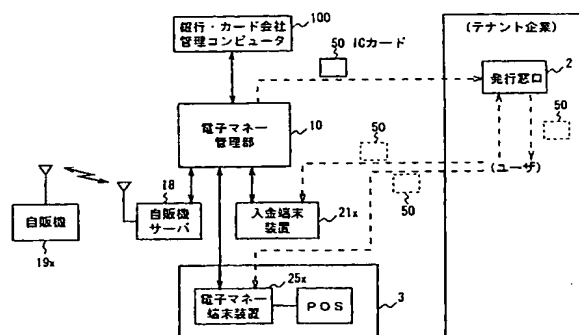 銀行・カード会社
管理コンピュータ
100
50 ICカード
(テナント企業)
発行窓口
2
50
電子マネー
管理部
10
50
(ユーザ)
50
18
自販機
19x
自販機
サーバ
入金端末
装置
21x
25x
電子マネー
端末装置
POS
3